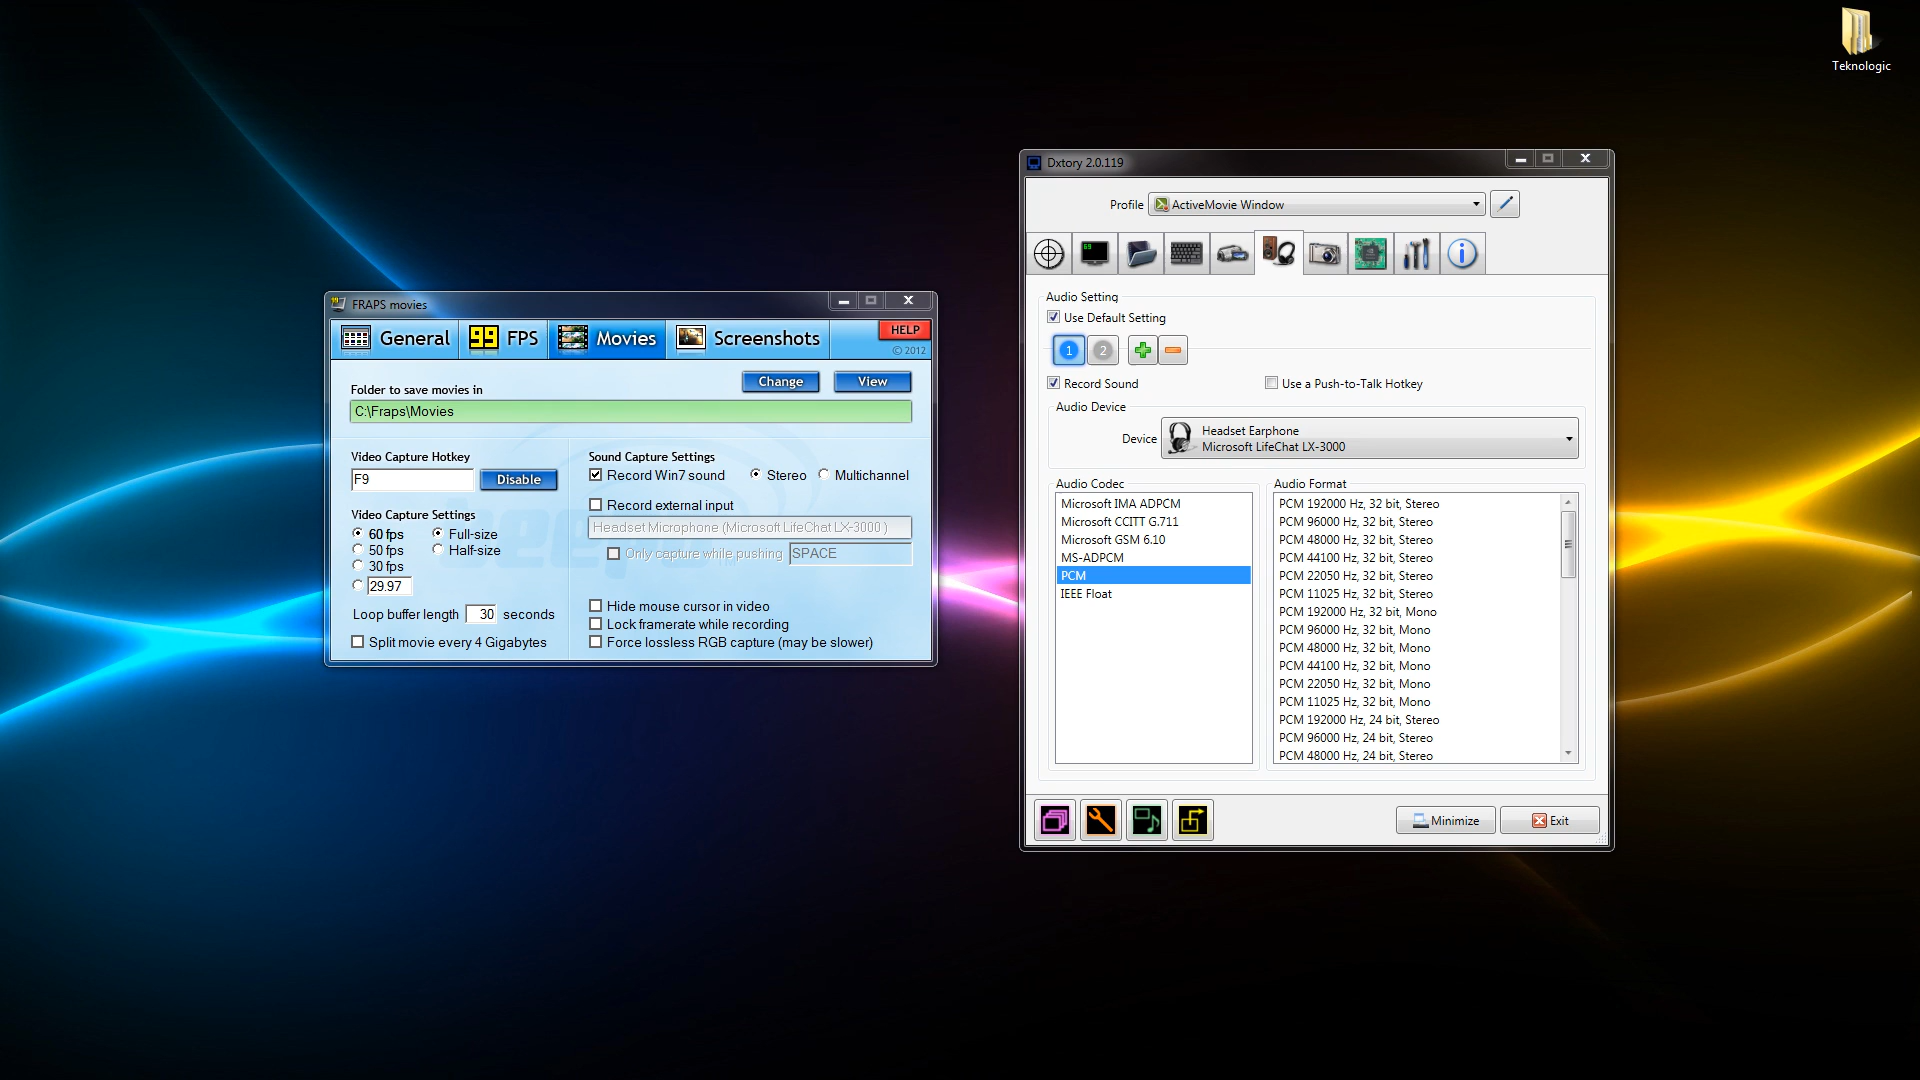 Teknologic
FRAPS movies
General
99
FPS
Movies
Screenshots
HELP
© 2012
Folder to save movies in
Change
View
C:\Fraps\Movies
Video Capture Hotkey
F9
Disable
Video Capture Settings
60 fps
Full-size
50 fps
Half-size
30 fps
29.97
Loop buffer length 30 seconds
Split movie every 4 Gigabytes
Sound Capture Settings
Record Win7 sound
Stereo
Multichannel
Record external input
Headset Microphone (Microsoft LifeChat LX-3000 )
Only capture while pushing SPACE
Hide mouse cursor in video
Lock framerate while recording
Force lossless RGB capture (may be slower)
Dxtory 2.0.119
Profile ActiveMovie Window
Audio Setting
Use Default Setting
1 2
Record Sound
Use a Push-to-Talk Hotkey
Audio Device
Device
Headset Earphone
Microsoft LifeChat LX-3000
Audio Codec
Microsoft IMA ADPCM
Microsoft CCITT G.711
Microsoft GSM 6.10
MS-ADPCM
PCM
IEEE Float
Audio Format
PCM 192000 Hz, 32 bit, Stereo
PCM 96000 Hz, 32 bit, Stereo
PCM 48000 Hz, 32 bit, Stereo
PCM 44100 Hz, 32 bit, Stereo
PCM 22050 Hz, 32 bit, Stereo
PCM 11025 Hz, 32 bit, Stereo
PCM 192000 Hz, 32 bit, Mono
PCM 96000 Hz, 32 bit, Mono
PCM 48000 Hz, 32 bit, Mono
PCM 44100 Hz, 32 bit, Mono
PCM 22050 Hz, 32 bit, Mono
PCM 11025 Hz, 32 bit, Mono
PCM 192000 Hz, 24 bit, Stereo
PCM 96000 Hz, 24 bit, Stereo
PCM 48000 Hz, 24 bit, Stereo
Minimize
Exit